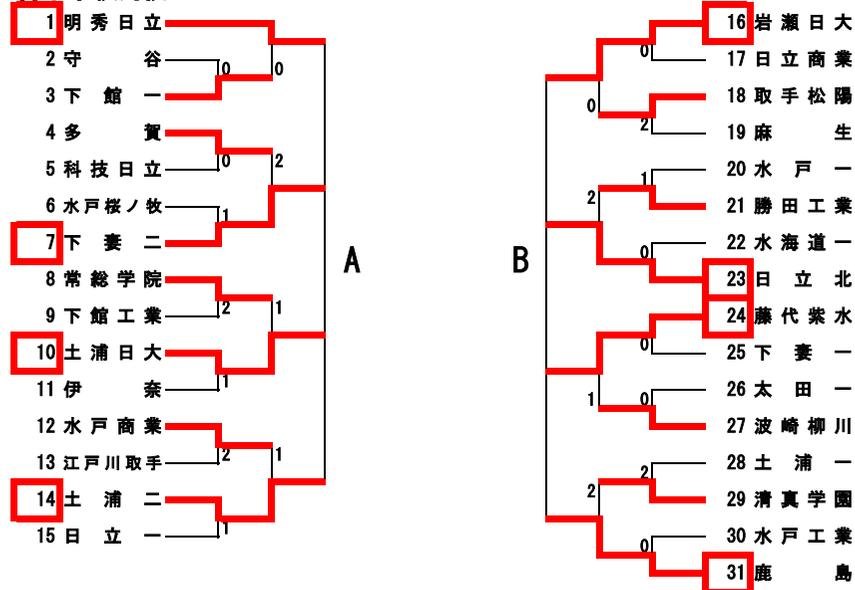 1 明秀日立
2 守谷
3 下館一
4 多賀
5 科技日立
6 水戸桜ノ牧
7 下妻二
8 常総学院
9 下館工業
10 土浦日大
11 伊奈
12 水戸商業
13 江戸川取手
14 土浦二
15 日立一
0
0
0
2
1
2
1
1
2
1
1
A
B
16 岩瀬日大
17 日立商業
18 取手松陽
19 麻生
20 水戸一
21 勝田工業
22 水海道一
23 日立北
24 藤代紫水
25 下妻一
26 太田一
27 波崎柳川
28 土浦一
29 清真学園
30 水戸工業
31 鹿島
0
0
2
1
2
0
0
1
0
2
2
0